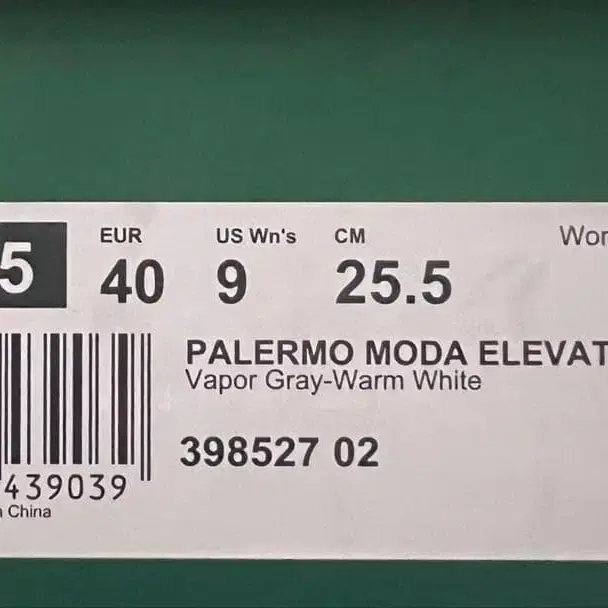 EUR US Wn's CM Wor
5 40 9 25.5
PALERMO MODA ELEVAT
Vapor Gray-Warm White
398527 02
439039
China